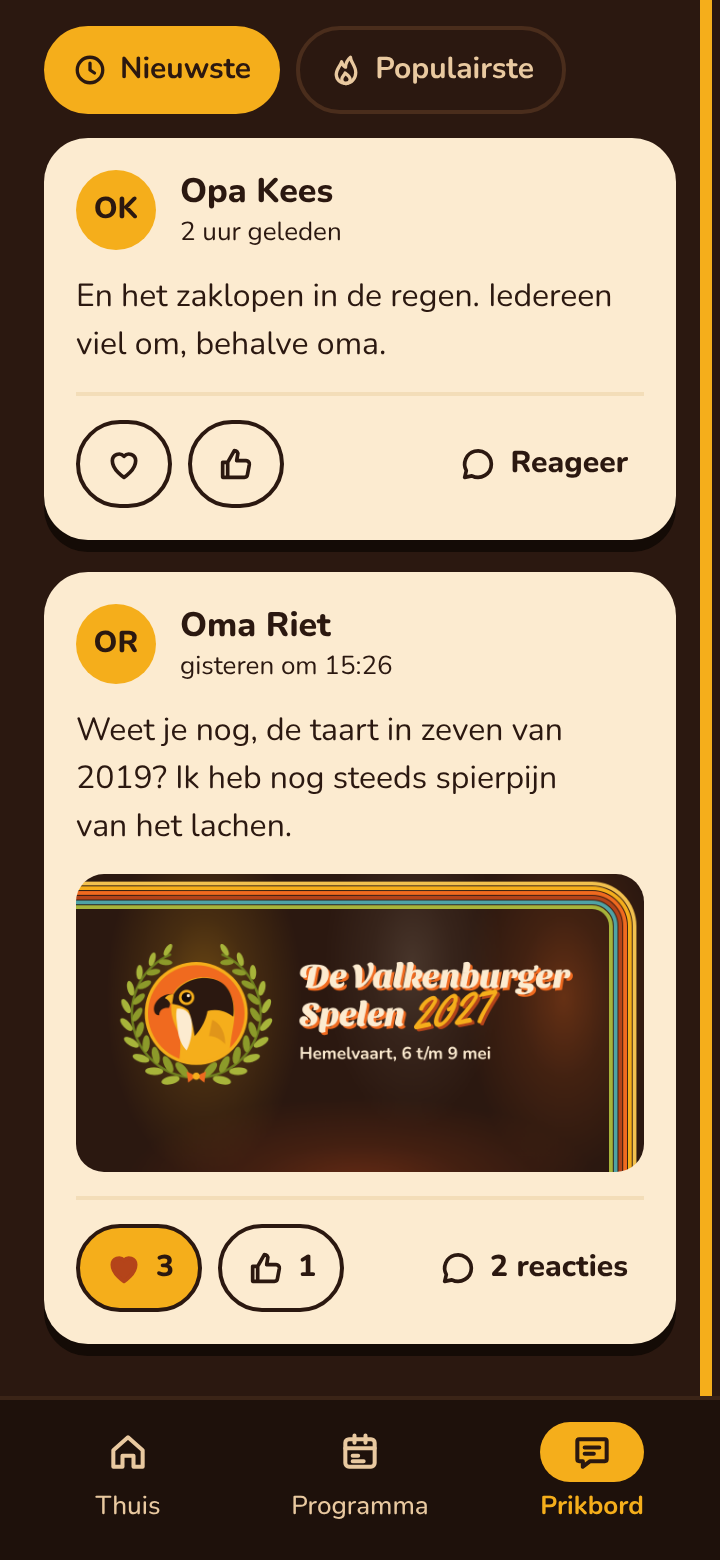 Nieuwste
Populairste
OK
Opa Kees
2 uur geleden
En het zaklopen in de regen. Iedereen
viel om, behalve oma.
Reageer
OR
Oma Riet
gisteren om 15:26
Weet je nog, de taart in zeven van
2019? Ik heb nog steeds spierpijn
van het lachen.
De Valkenburger
Spelen 2027
Hemelvaart, 6 t/m 9 mei
3
1
2 reacties
Thuis
Programma
Prikbord